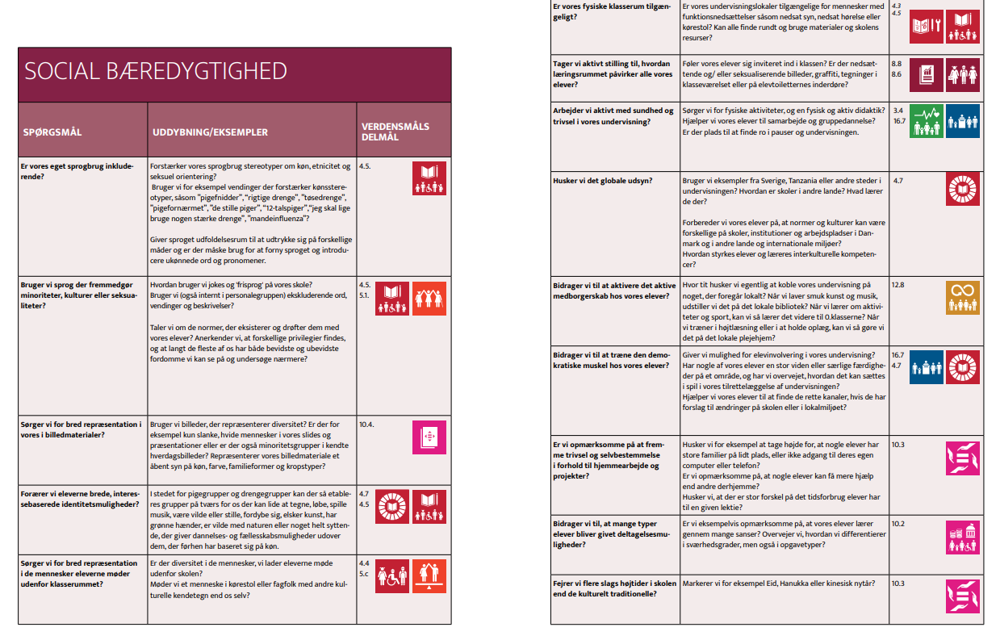 SOCIAL BÆREDYGTIGHED
SPØRGSMÅL
UDDYBNING/EKSEMPLER
VERDENSMÅLS
DELMÅL
Er vores eget sprogbrug inklude-
rende?
Forstærker vores sprogbrug stereotyper om køn, etnicitet og
seksuel orientering?
Bruger vi for eksempel vendinger der forstærker kønsstere-
otyper, såsom ”pigefnidder”, “rigtige drenge”, ”tøsedrenge”,
”pigefornærmet”, ”de stille piger”, “12-talspiger”,“jeg skal lige
bruge nogen stærke drenge”, ”mandeinfluenza”?
Giver sproget udfoldelsesrum til at udtrykke sig på forskellige
måder og er der måske brug for at forny sproget og introdu-
cere ukønnede ord og pronomener.
4.5.
Bruger vi sprog der fremmedgør
minoriteter, kulturer eller seksua-
liteter?
Hvordan bruger vi jokes og 'frisprog' på vores skole?
Bruger vi (også internt i personalegruppen) ekskluderende ord,
vendinger og beskrivelser?
Taler vi om de normer, der eksisterer og drøfter dem med
vores elever? Anerkender vi, at forskellige privilegier findes,
og at langt de fleste af os har både bevidste og ubevidste
fordomme vi kan se på og undersøge nærmere?
4.5.
5.1.
Sørger vi for bred repræsentation i
vores i billedmaterialer?
Bruger vi billeder, der repræsenterer diversitet? Er der for
eksempel kun slanke, hvide mennesker i vores slides og
præsentationer eller er der også minoritetsgrupper i kendte
hverdagsbilleder? Repræsenterer vores billedmateriale et
åbent syn på køn, farve, familieformer og kropstyper?
10.4.
Forærer vi eleverne brede, interes-
sebaserede identitetsmuligheder?
I stedet for pigegrupper og drengegrupper kan der så etable-
res grupper på tværs for os der kan lide at tegne, løbe, spille
musik, være vilde eller stille, fordybe sig, elsker kunst, har
grønne hænder, er vilde med naturen eller noget helt sytten-
de, der giver dannelses- og fællesskabsmuligheder udover
dem, der førhen har baseret sig på køn.
4.7
4.5
Sørger vi for bred repræsentation
i de mennesker eleverne møder
udenfor klasserummet?
Er der diversitet i de mennesker, vi lader eleverne møde
udenfor skolen?
Møder vi et menneske i kørestol eller fagfolk med andre kul-
turelle kendetegn end os selv?
4.4
5.c
Er vores fysiske klasserum tilgæn-
geligt?
Er vores undervisningslokaler tilgængelige for mennesker med
funktionsnedsættelser såsom nedsat syn, nedsat hørelse eller
kørestol? Kan alle finde rundt og bruge materialer og skolens
resurser?
4.3
4.5
Tager vi aktivt stilling til, hvordan
læringsrummet påvirker alle vores
elever?
Føler vores elever sig inviteret ind i klassen? Er der nedsæt-
tende og/ eller seksualiserende billeder, graffiti, tegninger i
klasseværelset eller på elevtoiletternes inderdøre?
8.8
8.6
Arbejder vi aktivt med sundhed og
trivsel i vores undervisning?
Sørger vi for fysiske aktiviteter, og en fysisk og aktiv didaktik?
Hjælper vi vores elever til samarbejde og gruppedannelse?
Er der plads til at finde ro i pauser og undervisningen.
3.4
16.7
Husker vi det globale udsyn?
Bruger vi eksempler fra Sverige, Tanzania eller andre steder i
undervisningen? Hvordan er skoler i andre lande? Hvad lærer
de der?
Forbereder vi vores elever på, at normer og kulturer kan være
forskellige på skoler, institutioner og arbejdspladser i Dan-
mark og i andre lande og internationale miljøer?
Hvordan styrkes elever og læreres interkulturelle kompeten-
cer?
4.7
Bidrager vi til at aktivere det aktive
medborgerskab hos vores elever?
Hvor tit husker vi egentlig at koble vores undervisning på
noget, der foregår lokalt? Når vi laver smuk kunst og musik,
udstiller vi det på det lokale bibliotek? Når vi lærer om aktivi-
teter og sport, kan vi så lærer det videre til 0.klasserne? Når
vi træner i højtlæsning eller i at holde oplæg, kan vi så gøre vi
det på det lokale plejehjem?
12.8
Bidrager vi til at træne den demo-
kratiske muskel hos vores elever?
Giver vi mulighed for elevinvolvering i vores undervisning?
Har nogle af vores elever en stor viden eller særlige færdighe-
der på et område, og har vi overvejet, hvordan det kan sættes
i spil i vores tilrettelæggelse af undervisningen?
Hjælper vi vores elever til at finde de rette kanaler, hvis de har
forslag til ændringer på skolen eller i lokalmiljøet?
16.7
4.7
Er vi opmærksomme på at frem-
me trivsel og selvbestemmelse
i forhold til hjemmearbejde og
projekter?
Husker vi for eksempel at tage højde for, at nogle elever har
store familier på lidt plads, eller ikke adgang til deres egen
computer eller telefon?
Er vi opmærksomme på, at nogle elever kan få mere hjælp
end andre derhjemme?
Husker vi, at der er stor forskel på det tidsforbrug elever har
til en given lektie?
10.3
Bidrager vi til, at mange typer
elever bliver givet deltagelsesmu-
ligheder?
Er vi eksempelvis opmærksomme på, at vores elever lærer
gennem mange sanser? Overvejer vi, hvordan vi differentierer
i sværhedsgrader, men også i opgavetyper?
10.2
Fejrer vi flere slags højtider i skolen
end de kulturelt traditionelle?
Markerer vi for eksempel Eid, Hanukka eller kinesisk nytår?
10.3